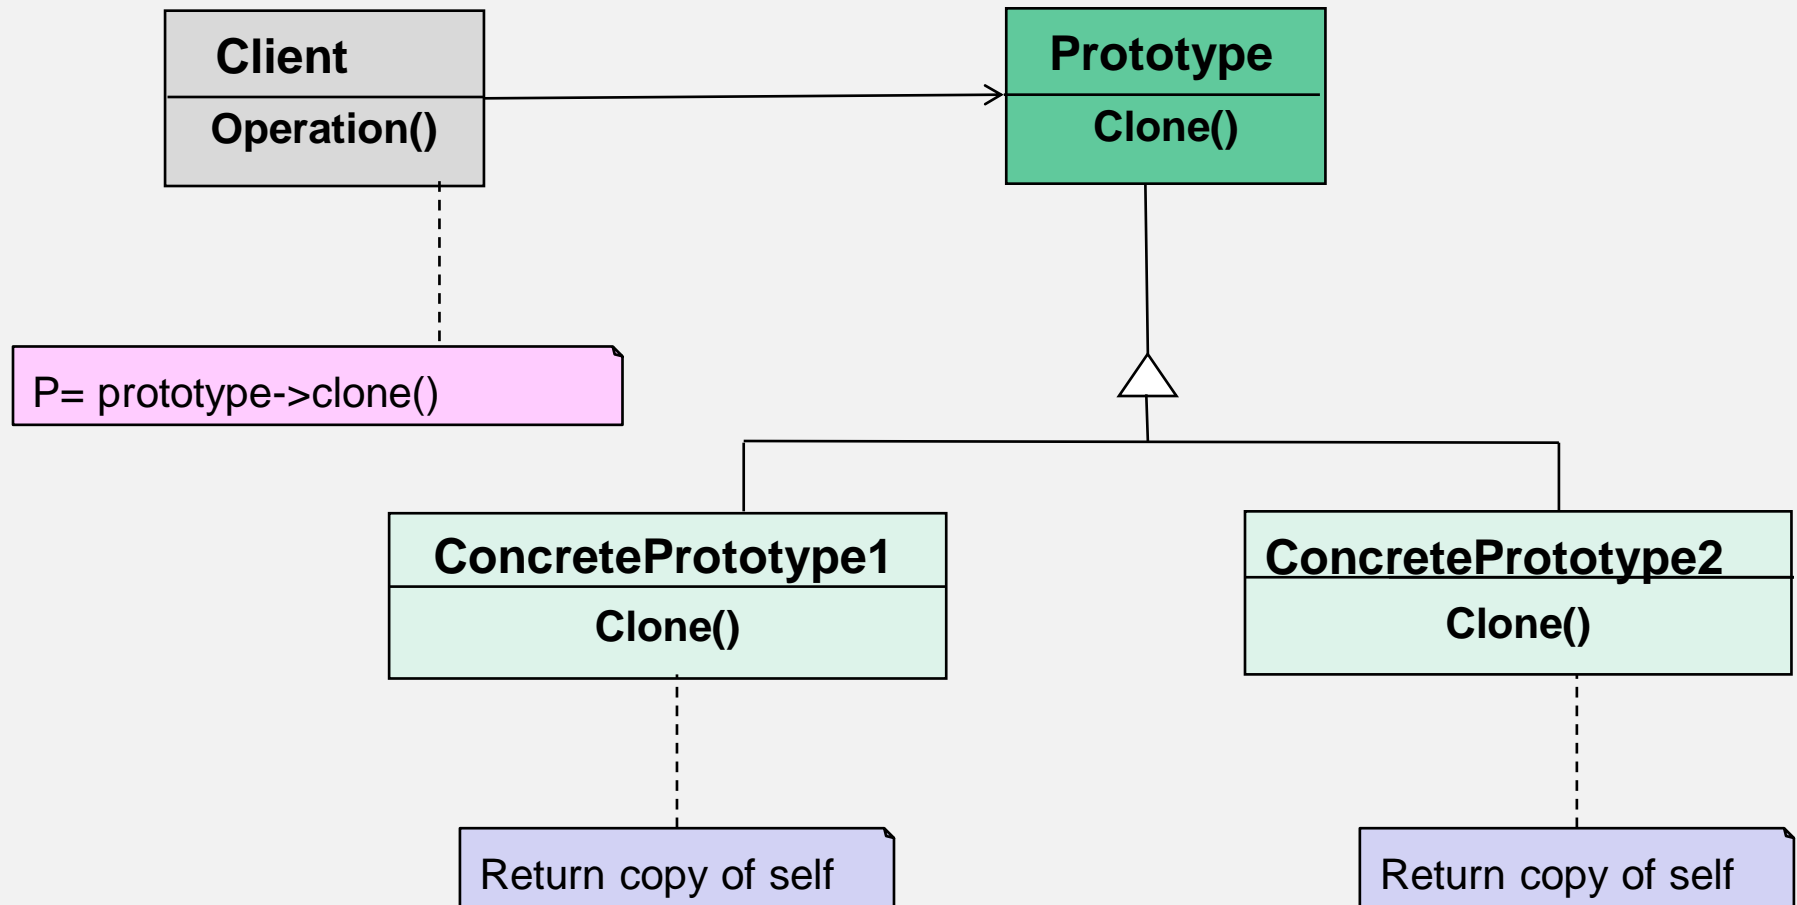 Client
Operation()
Prototype
Clone()
P= prototype->clone()
ConcretePrototype1
Clone()
ConcretePrototype2
Clone()
Return copy of self
Return copy of self